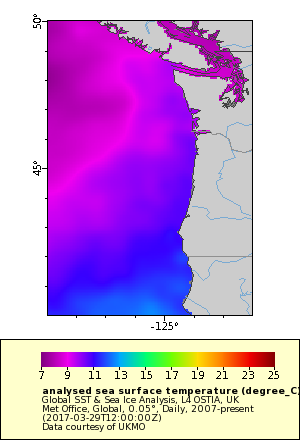 50°
45°
-125°
7 9 11 13 15 17 19 21 23 25
analysed sea surface temperature (degree_C)
Global SST & Sea Ice Analysis, L4 OSTIA, UK
Met Office, Global, 0.05°, Daily, 2007-present
(2017-03-29T12:00:00Z)
Data courtesy of UKMO